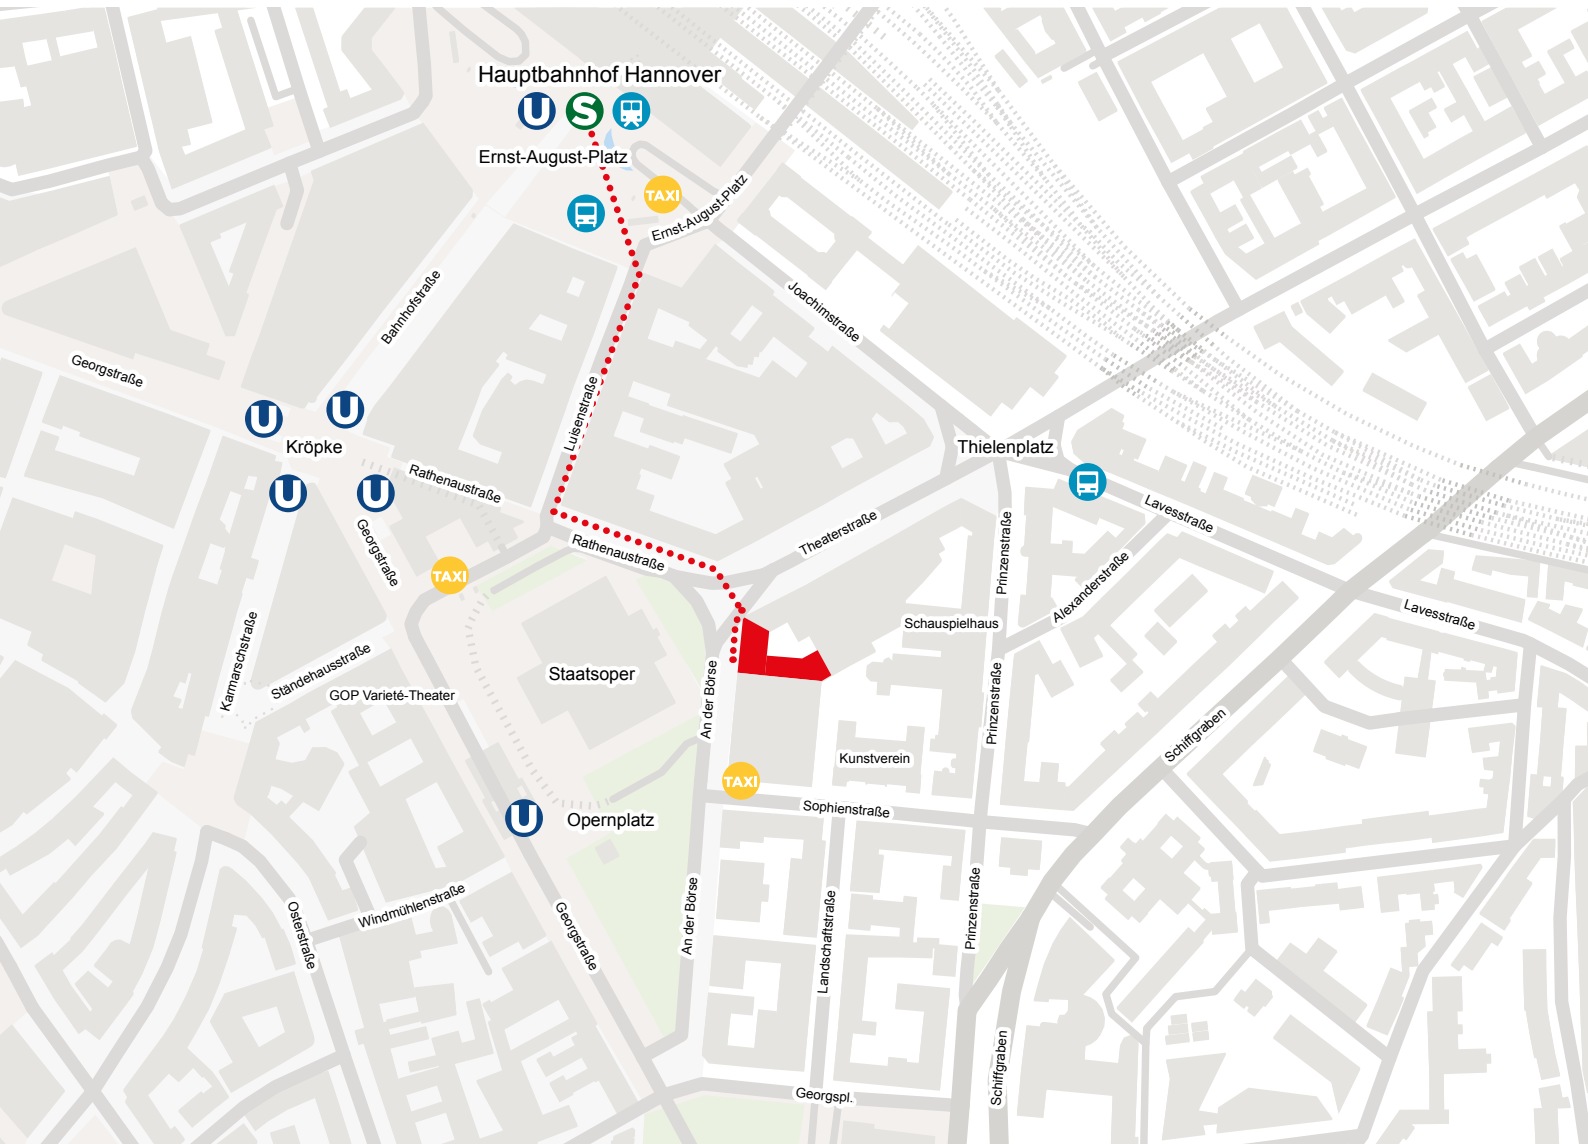 Hauptbahnhof Hannover
U
S
Ernst-August-Platz
TAXI
Ernst-August-Platz
Bahnhofstraße
Joachimstraße
Georgstraße
Luisenstraße
U
U
Kröpke
Thielenplatz
Rathenaustraße
U
U
Lavesstraße
Georgstraße
Theaterstraße
Prinzenstraße
Rathenaustraße
TAXI
Alexanderstraße
Lavesstraße
Schauspielhaus
Karmarschstraße
Ständehausstraße
Staatsoper
GOP Varieté-Theater
An der Börse
Prinzenstraße
Schiffgraben
Kunstverein
TAXI
Sophienstraße
U
Opernplatz
Windmühlenstraße
Osterstraße
Georgstraße
An der Börse
Landschaftstraße
Prinzenstraße
Schiffgraben
Georgspl.